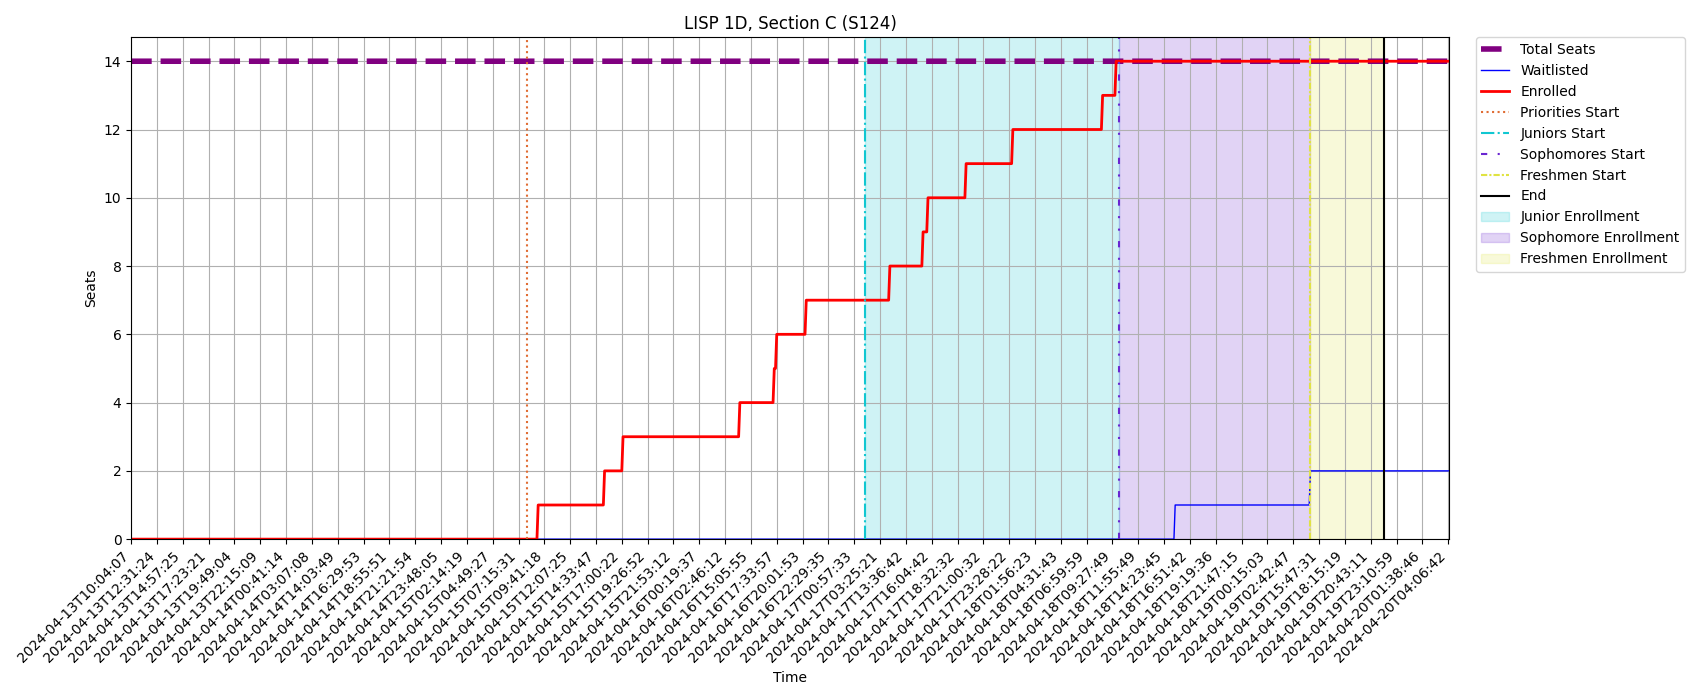 LISP 1D, Section C (S124)
Seats
14
12
10
8
6
4
2
0
2024-04-13T10:04:07
2024-04-13T12:31:24
2024-04-13T14:57:25
2024-04-13T17:23:21
2024-04-13T19:49:04
2024-04-13T22:15:09
2024-04-14T00:41:14
2024-04-14T03:07:08
2024-04-14T14:03:49
2024-04-14T16:29:53
2024-04-14T18:55:51
2024-04-14T21:21:54
2024-04-14T23:48:05
2024-04-15T02:14:19
2024-04-15T04:49:27
2024-04-15T07:15:31
2024-04-15T09:41:18
2024-04-15T12:07:25
2024-04-15T14:33:47
2024-04-15T17:00:22
2024-04-15T19:26:52
2024-04-15T21:53:12
2024-04-16T00:19:37
2024-04-16T02:46:12
2024-04-16T15:05:55
2024-04-16T17:33:57
2024-04-16T20:01:53
2024-04-16T22:29:35
2024-04-17T00:57:33
2024-04-17T03:25:21
2024-04-17T13:36:42
2024-04-17T16:04:42
2024-04-17T18:32:32
2024-04-17T21:00:32
2024-04-17T23:28:22
2024-04-18T01:56:23
2024-04-18T04:31:43
2024-04-18T06:59:59
2024-04-18T09:27:49
2024-04-18T11:55:49
2024-04-18T14:23:45
2024-04-18T16:51:42
2024-04-18T19:19:36
2024-04-18T21:47:15
2024-04-19T00:15:03
2024-04-19T02:42:47
2024-04-19T15:47:31
2024-04-19T18:15:19
2024-04-19T20:43:11
2024-04-19T23:10:59
2024-04-20T01:38:46
2024-04-20T04:06:42
Time
Total Seats
Waitlisted
Enrolled
Priorities Start
Juniors Start
Sophomores Start
Freshmen Start
End
Junior Enrollment
Sophomore Enrollment
Freshmen Enrollment